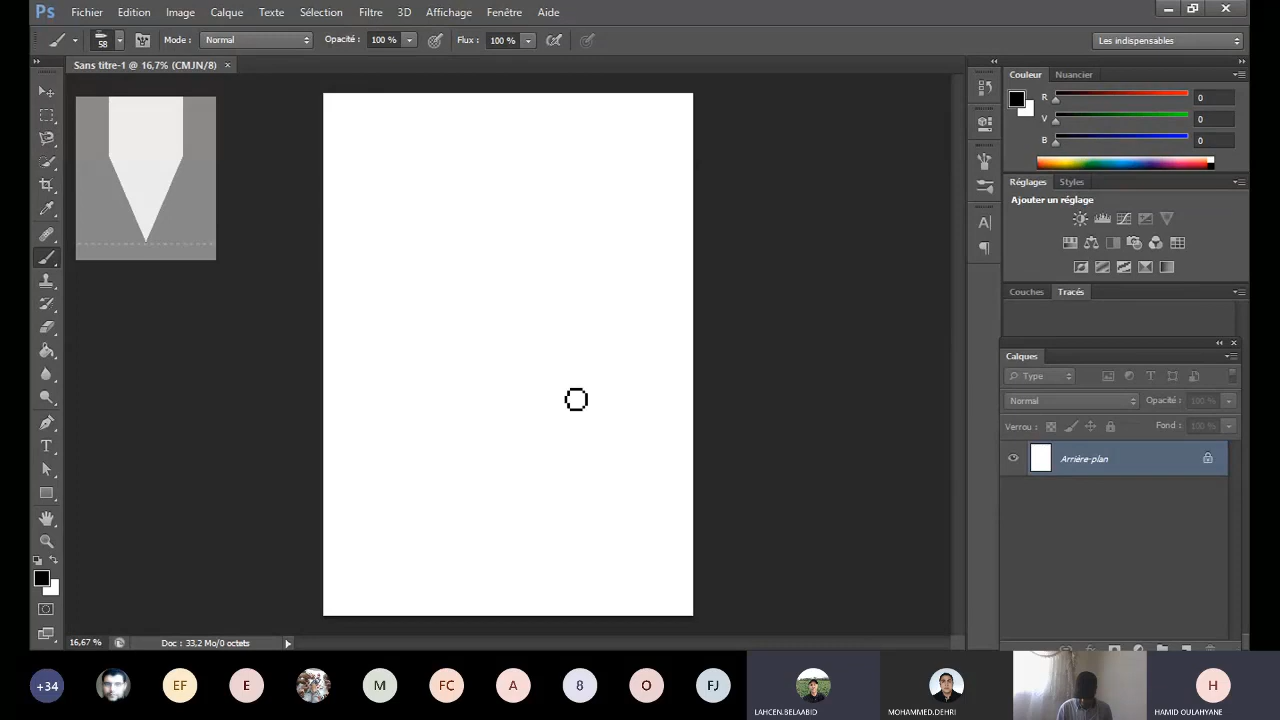 Ps Fichier Edition Image Calque Texte Sélection Filtre 3D Affichage Fenêtre Aide
58 Mode : Normal Opacité : 100 % Flux : 100 % Les indispensables
Sans titre-1 @ 16,7% (CMJN/8) ×
Couleur Nuancier
R 0
V 0
B 0
Réglages Styles
Ajouter un réglage
Couches Tracés
Calques
Type
Normal Opacité : 100 %
Verrou : Fond : 100 %
Arrière-plan
16,67 % Doc : 33,2 Mo/0 octets
+34 EF E M FC A 8 O FJ H
LAHCEN.BELAABID MOHAMMED.DEHRI HAMID OULAHYANE